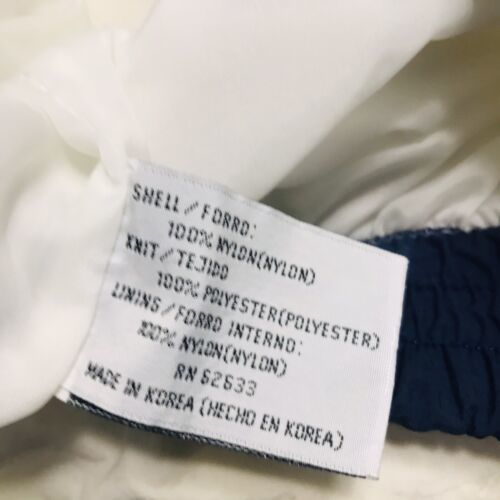 SHELL/FORRO:
100% NYLON(NYLON)
KNIT/TEJIDO
100% POLYESTER(POLYESTER)
LINING/FORRO INTERNO:
100% NYLON(NYLON)
RN 62633
MADE IN KOREA (HECHO EN KOREA)